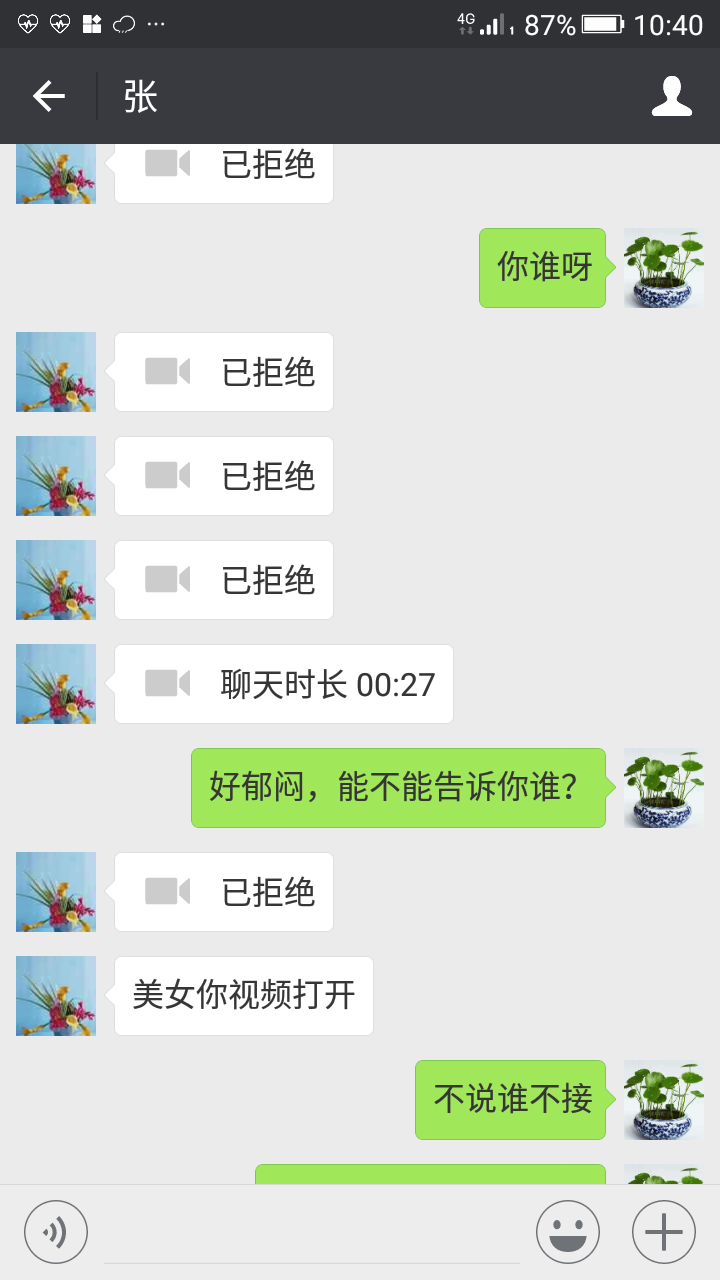 4G 1 87% 10:40
张
已拒绝
你谁呀
已拒绝
已拒绝
已拒绝
聊天时长 00:27
好郁闷，能不能告诉你谁？
已拒绝
美女你视频打开
不说谁不接